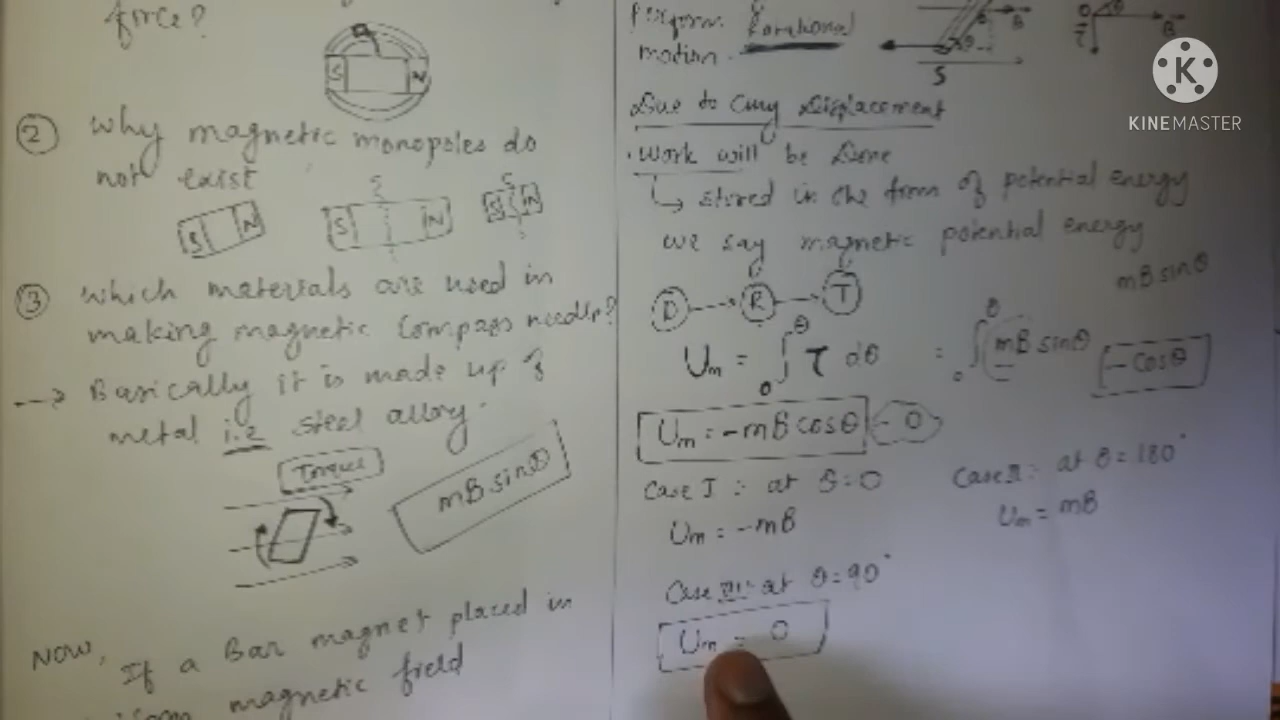 force?
S N
② Why magnetic monopoles do
not exist
S N S N S N
③ Which materials are used in
making magnetic Compass needle?
--> Basically it is made up of
metal i.e steel alloy.
Torque
mB sinθ
Now,
If a Bar magnet placed in
magnetic field
Perform Rotational
motion.
θ B
S
θ B
τ
KINEMASTER
Due to Curry Displacement
.Work will be Done
↳ stored in the form of potential energy
we say magnetic potential energy
D → R → T
mB sinθ
Um = ∫₀^θ τ dθ = ∫₀^θ mB sinθ [-cosθ]
Um = -mB cosθ - 0
Case I :- at θ=0
Um = -mB
Case II :- at θ=180°
Um = mB
Case III :- at θ=90°
Um = 0